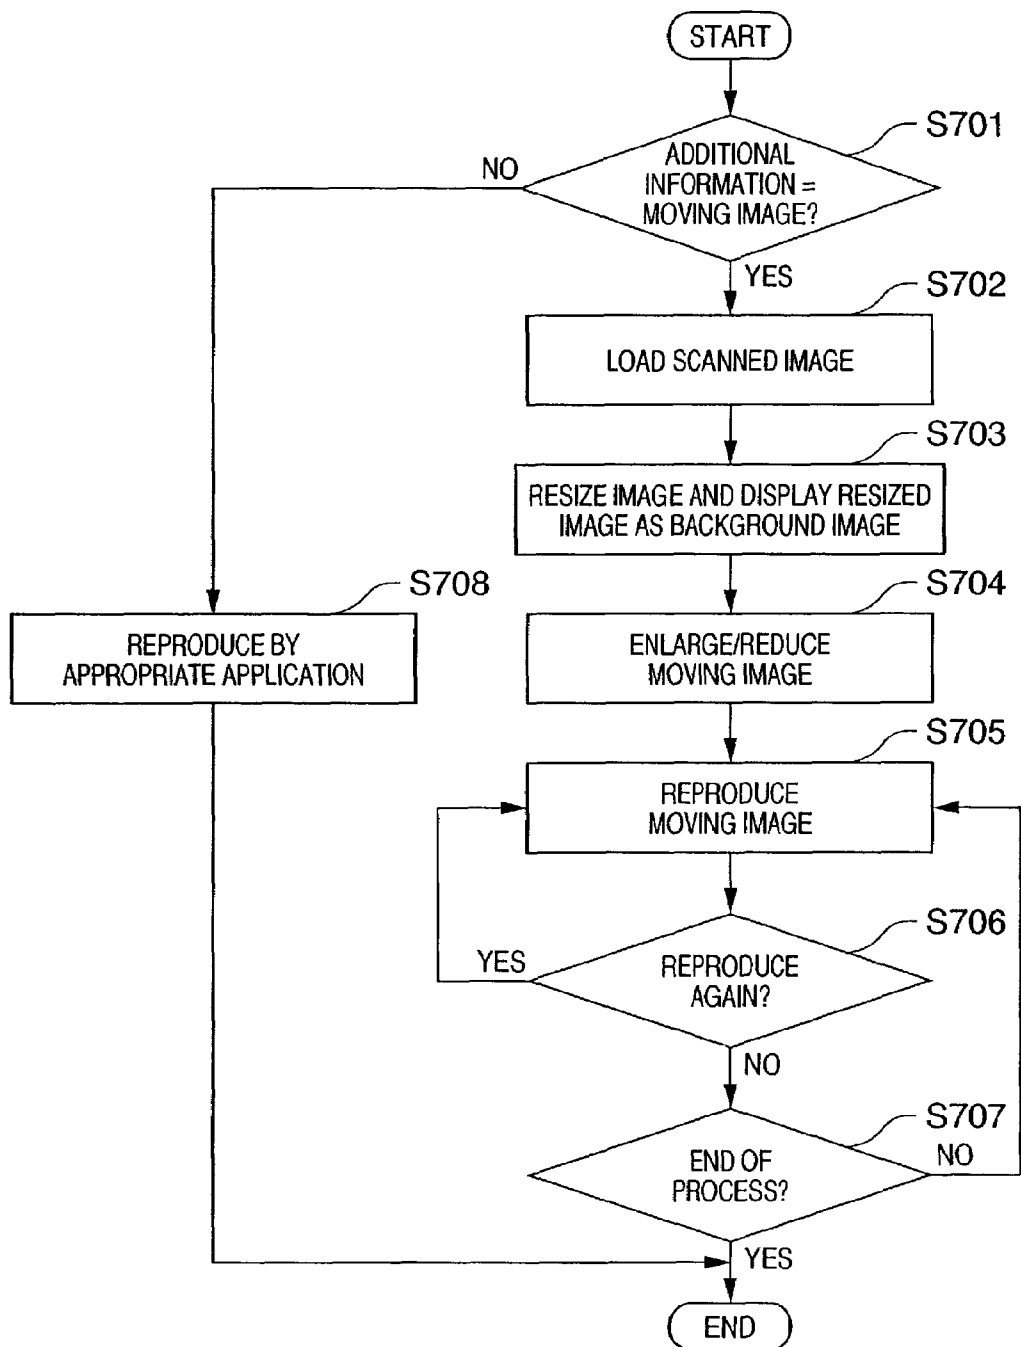 START
S701
ADDITIONAL
INFORMATION =
MOVING IMAGE?
NO
YES
S702
LOAD SCANNED IMAGE
S703
RESIZE IMAGE AND DISPLAY RESIZED
IMAGE AS BACKGROUND IMAGE
S704
ENLARGE/REDUCE
MOVING IMAGE
S708
REPRODUCE BY
APPROPRIATE APPLICATION
S705
REPRODUCE
MOVING IMAGE
S706
REPRODUCE
AGAIN?
YES
NO
S707
END OF
PROCESS?
NO
YES
END